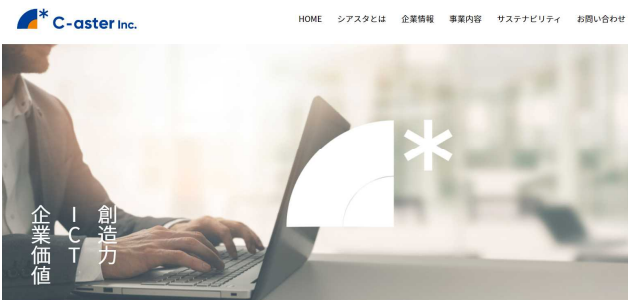 C-aster Inc.
HOME シアスタとは 企業情報 事業内容 サステナビリティ お問い合わせ
創造力
ICT
企業価値